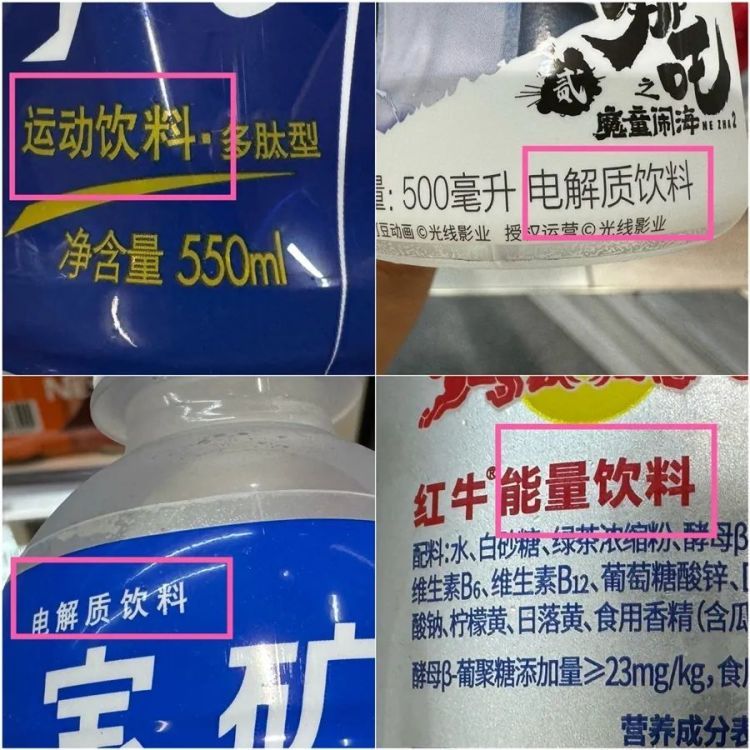 运动饮料·多肽型
净含量 550ml
贰
之
哪吒
魔童闹海 NE ZHA 2
量: 500毫升 电解质饮料
豆动画©光线影业 授权运营©光线影业
电解质饮料
宝矿
红牛®能量饮料
配料:水、白砂糖、绿茶浓缩粉、酵母β
维生素B6、维生素B12、葡萄糖酸锌、
酸钠、柠檬黄、日落黄、食用香精(含瓜
酵母β-葡聚糖添加量≥23mg/kg,食
营养成分表